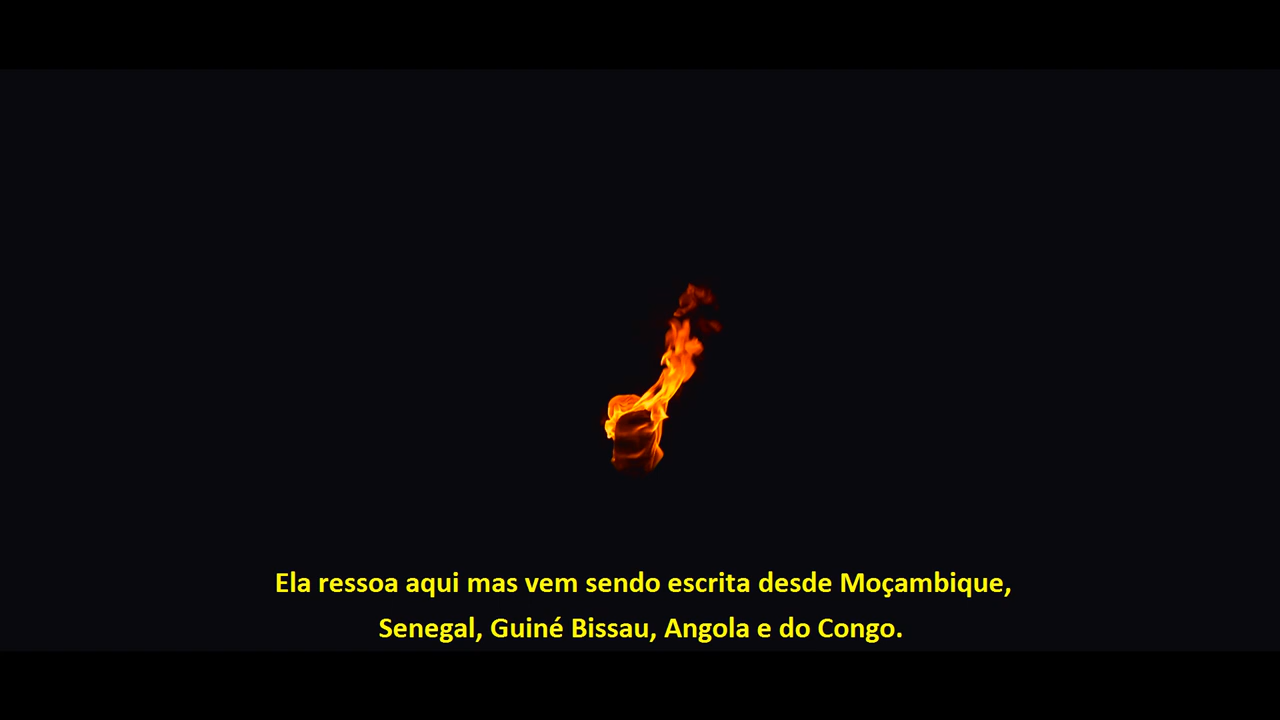 Ela ressoa aqui mas vem sendo escrita desde Moçambique,
Senegal, Guiné Bissau, Angola e do Congo.